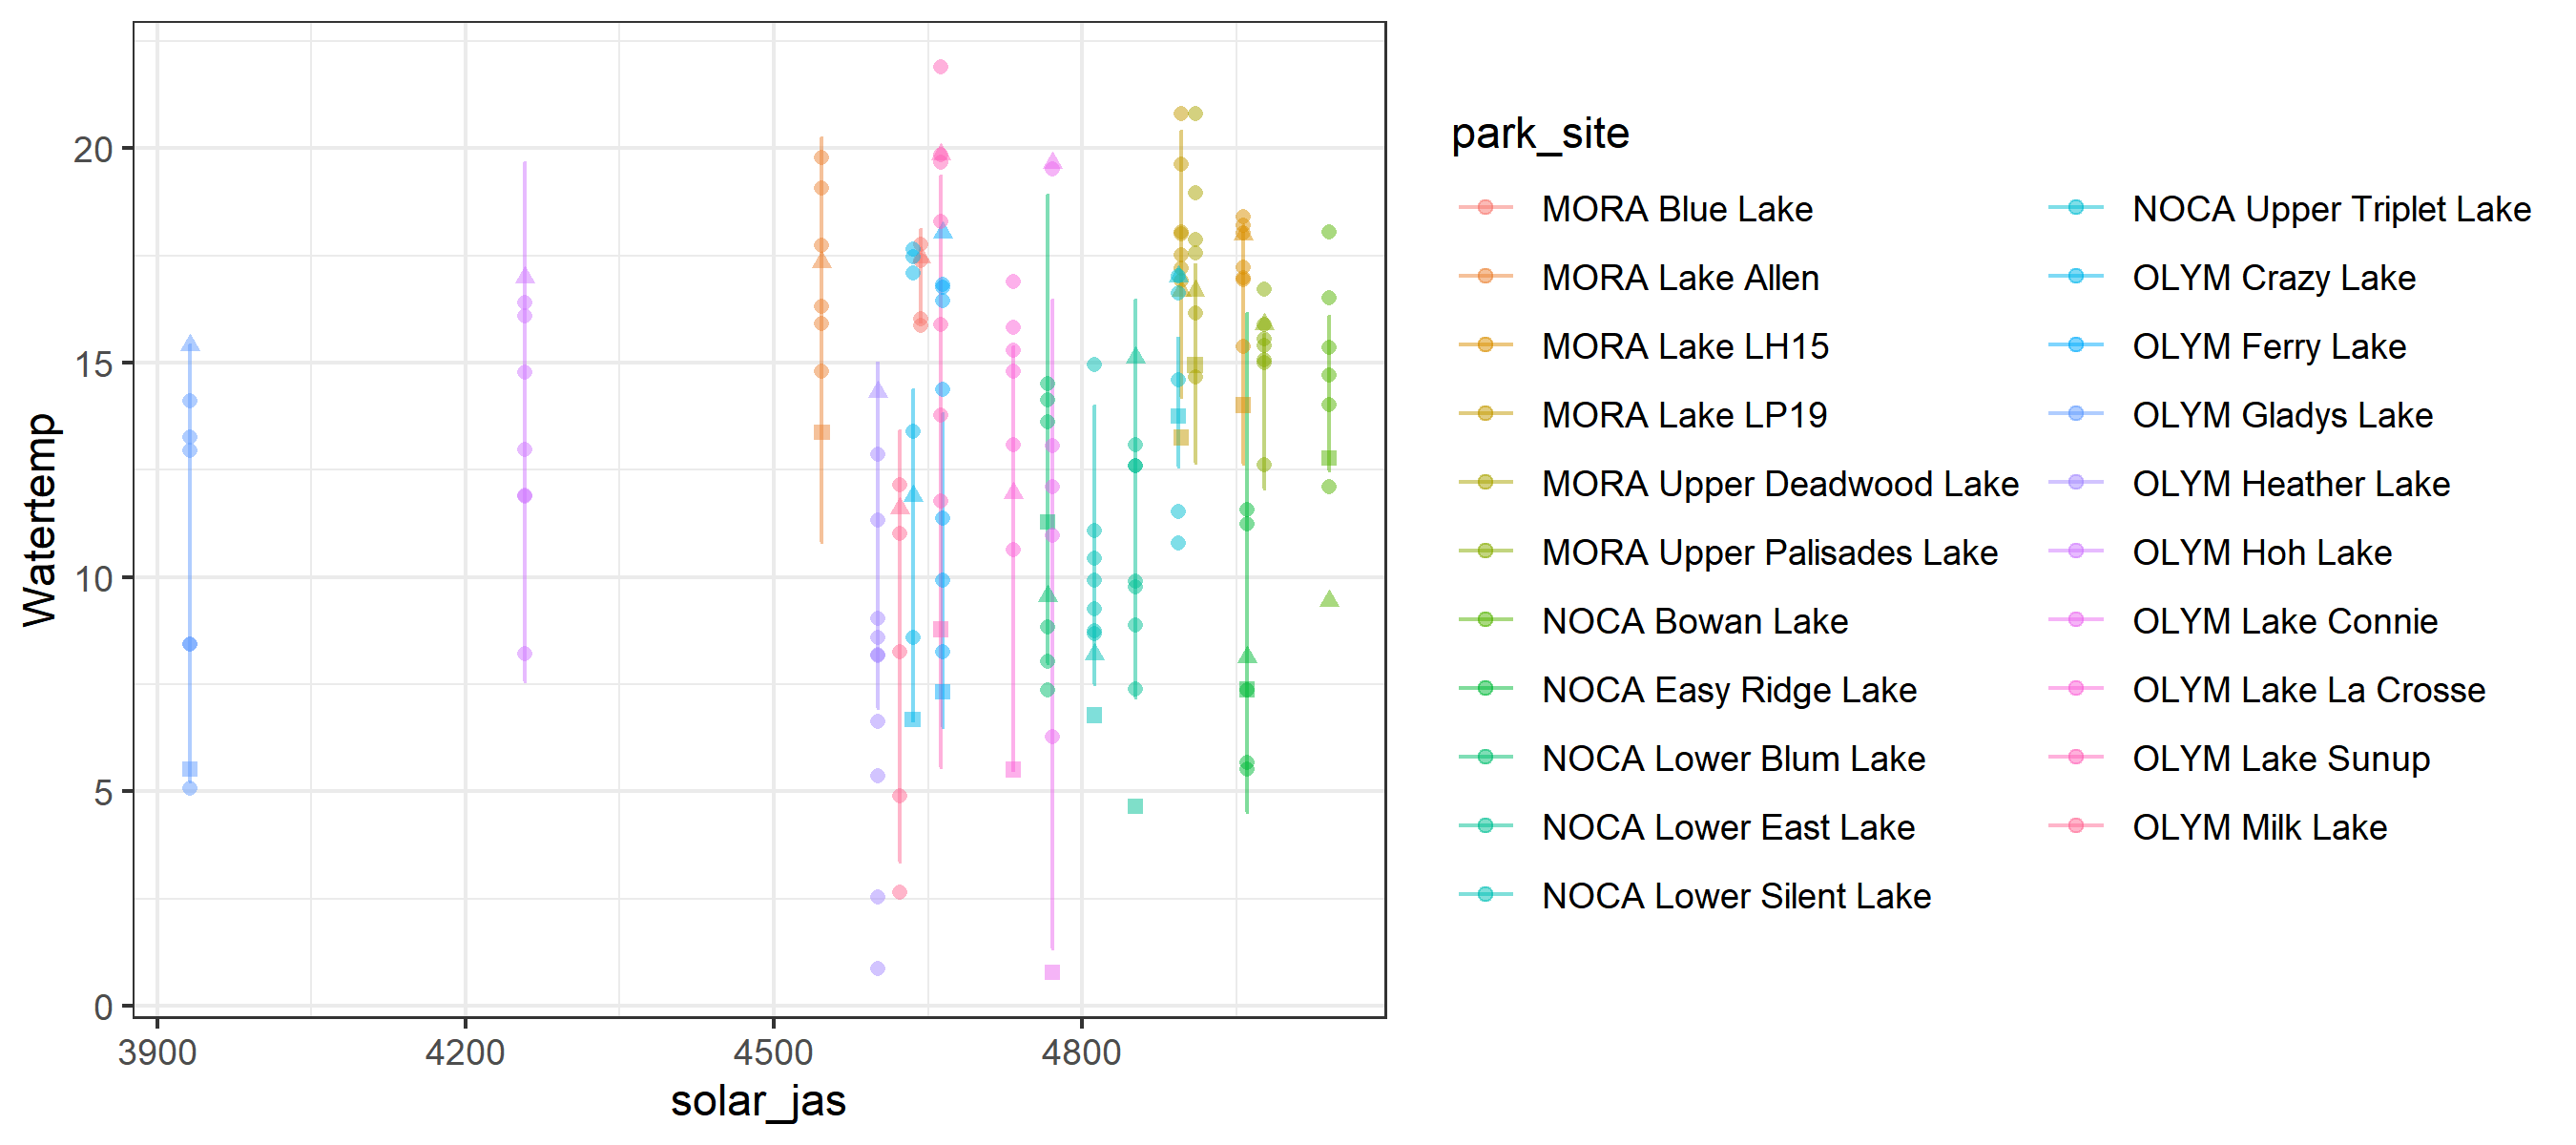 Watertemp
20
15
10
5
0
3900
4200
4500
4800
solar_jas
park_site
MORA Blue Lake
MORA Lake Allen
MORA Lake LH15
MORA Lake LP19
MORA Upper Deadwood Lake
MORA Upper Palisades Lake
NOCA Bowan Lake
NOCA Easy Ridge Lake
NOCA Lower Blum Lake
NOCA Lower East Lake
NOCA Lower Silent Lake
NOCA Upper Triplet Lake
OLYM Crazy Lake
OLYM Ferry Lake
OLYM Gladys Lake
OLYM Heather Lake
OLYM Hoh Lake
OLYM Lake Connie
OLYM Lake La Crosse
OLYM Lake Sunup
OLYM Milk Lake